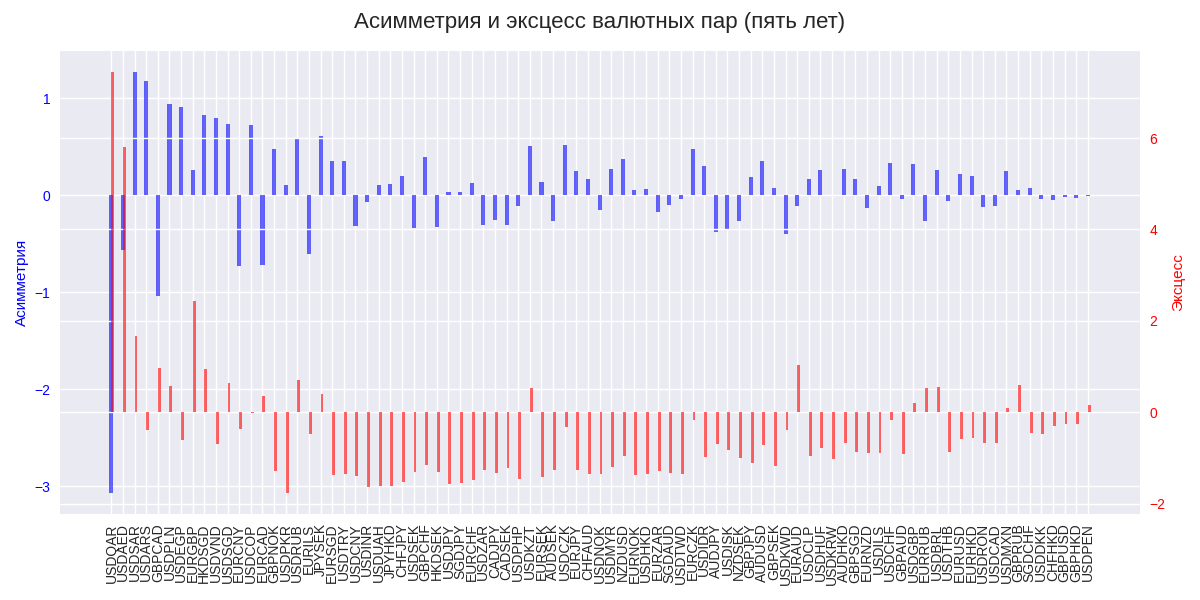 Асимметрия и эксцесс валютных пар (пять лет)
Асимметрия
1
0
−1
−2
−3
6
4
2
0
−2
Эксцесс
USDQAR
USDAED
USDSAR
USDARS
GBPCAD
USDPLN
USDEGP
EURGBP
HKDSGD
USDVND
USDSGD
EURCNY
USDCOP
EURCAD
GBPNOK
USDPKR
USDRUB
EURILS
JPYSEK
EURSGD
USDTRY
USDCNY
USDINR
USDUAH
JPYHKD
CHFJPY
USDSEK
GBPCHF
HKDSEK
USDJPY
SGDJPY
EURCHF
USDZAR
CADJPY
CADSEK
USDPHP
USDKZT
EURSEK
AUDSEK
USDCZK
EURJPY
CHFAUD
USDNOK
USDMYR
NZDUSD
EURNOK
USDHKD
EURZAR
SGDAUD
USDTWD
EURCZK
USDIDR
AUDJPY
USDISK
NZDSEK
GBPJPY
AUDUSD
GBPSEK
USDKWD
EURAUD
USDCLP
USDHUF
USDKRW
AUDHKD
GBPSGD
EURNZD
USDILS
USDCHF
GBPAUD
USDGBP
EURRUB
USDBRL
USDTHB
EURUSD
EURHKD
USDRON
USDCAD
USDMXN
GBPRUB
SGDCHF
USDDKK
CHFHKD
GBPUSD
GBPHKD
USDPEN